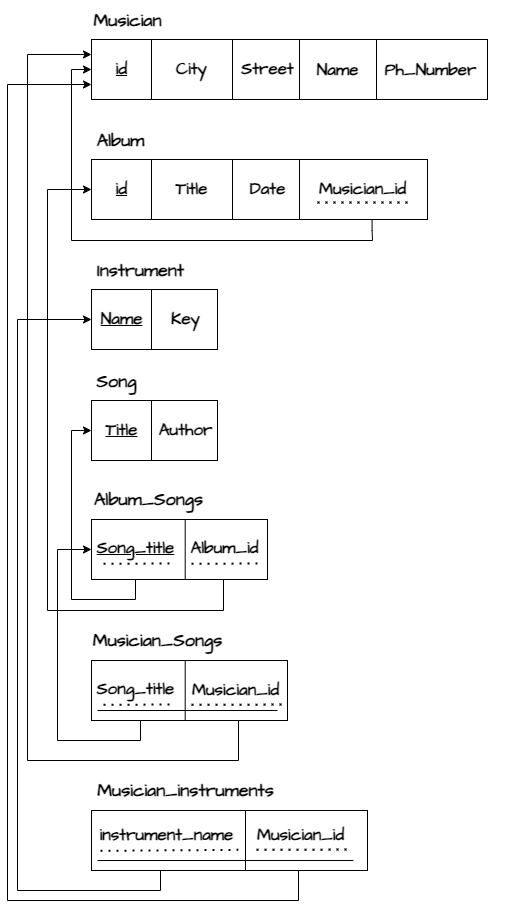 Musician
id City Street Name Ph_Number
Album
id Title Date Musician_id
Instrument
Name Key
Song
Title Author
Album_Songs
Song_title Album_id
Musician_Songs
Song_title Musician_id
Musician_instruments
instrument_name Musician_id